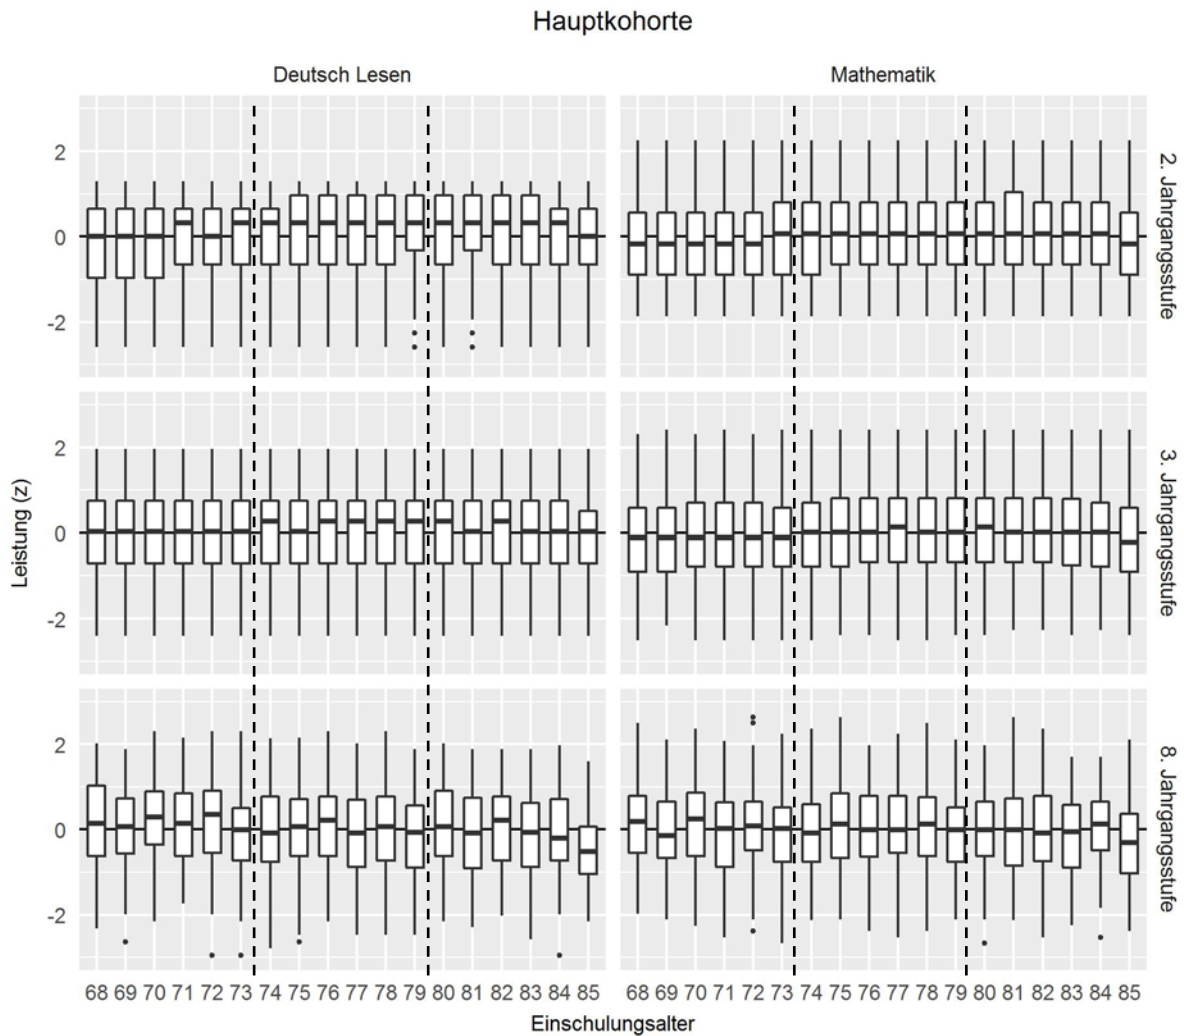 Hauptkohorte
Deutsch Lesen
Mathematik
2
0
-2
2. Jahrgangsstufe
Leistung (z)
2
0
-2
3. Jahrgangsstufe
2
0
-2
8. Jahrgangsstufe
68 69 70 71 72 73 74 75 76 77 78 79 80 81 82 83 84 85
68 69 70 71 72 73 74 75 76 77 78 79 80 81 82 83 84 85
Einschulungsalter